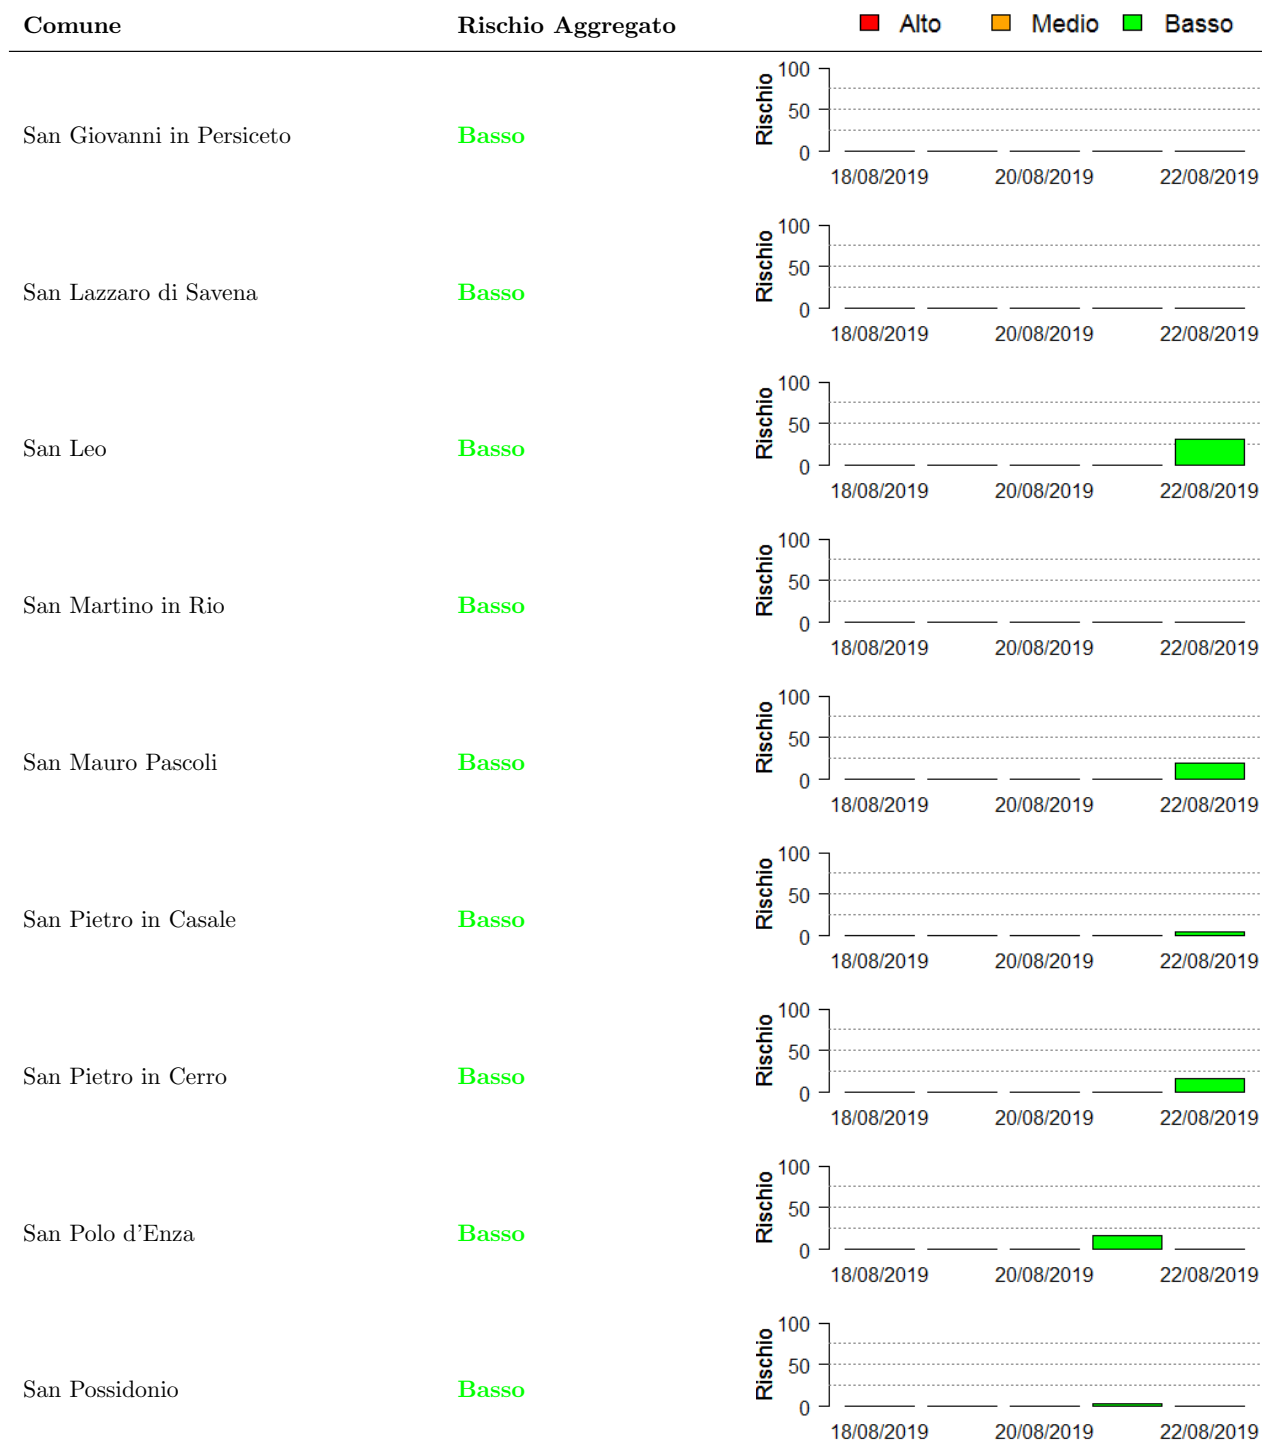 Comune Rischio Aggregato Alto Medio Basso
San Giovanni in Persiceto Basso
Rischio
100
50
0
18/08/2019 20/08/2019 22/08/2019
San Lazzaro di Savena Basso
Rischio
100
50
0
18/08/2019 20/08/2019 22/08/2019
San Leo Basso
Rischio
100
50
0
18/08/2019 20/08/2019 22/08/2019
San Martino in Rio Basso
Rischio
100
50
0
18/08/2019 20/08/2019 22/08/2019
San Mauro Pascoli Basso
Rischio
100
50
0
18/08/2019 20/08/2019 22/08/2019
San Pietro in Casale Basso
Rischio
100
50
0
18/08/2019 20/08/2019 22/08/2019
San Pietro in Cerro Basso
Rischio
100
50
0
18/08/2019 20/08/2019 22/08/2019
San Polo d'Enza Basso
Rischio
100
50
0
18/08/2019 20/08/2019 22/08/2019
San Possidonio Basso
Rischio
100
50
0
18/08/2019 20/08/2019 22/08/2019